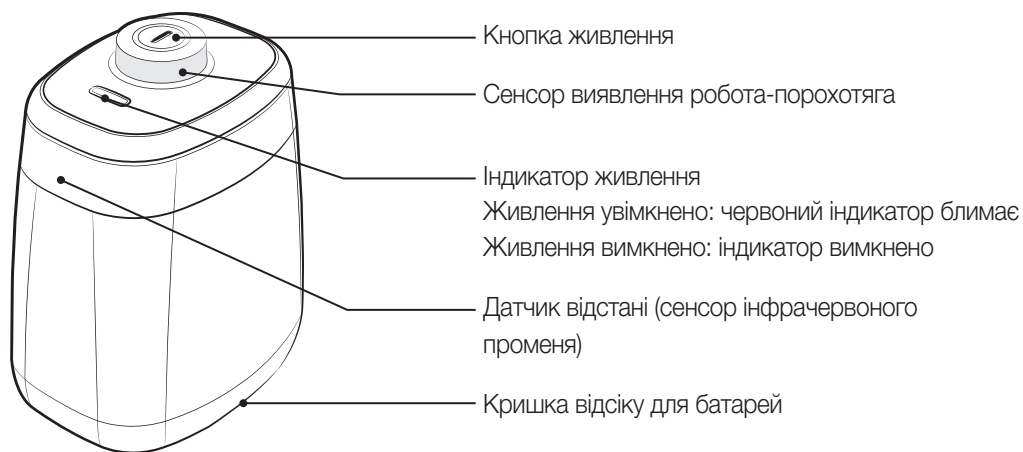 Кнопка живлення
Сенсор виявлення робота-порохотяга
Індикатор живлення
Живлення увімкнено: червоний індикатор блимає
Живлення вимкнено: індикатор вимкнено
Датчик відстані (сенсор інфрачервоного
променя)
Кришка відсіку для батарей